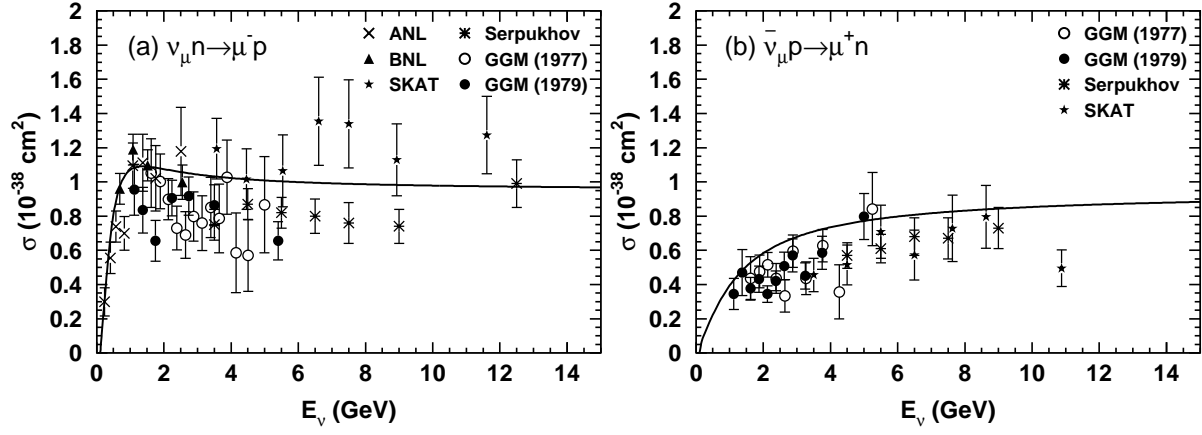 (a) ν_μ n→μ⁻p
ANL
BNL
SKAT
Serpukhov
GGM (1977)
GGM (1979)
σ (10⁻³⁸ cm²)
2
1.8
1.6
1.4
1.2
1
0.8
0.6
0.4
0.2
0
0 2 4 6 8 10 12 14
E_ν (GeV)
(b) ν̄_μ p→μ⁺n
GGM (1977)
GGM (1979)
Serpukhov
SKAT
σ (10⁻³⁸ cm²)
2
1.8
1.6
1.4
1.2
1
0.8
0.6
0.4
0.2
0
0 2 4 6 8 10 12 14
E_ν (GeV)